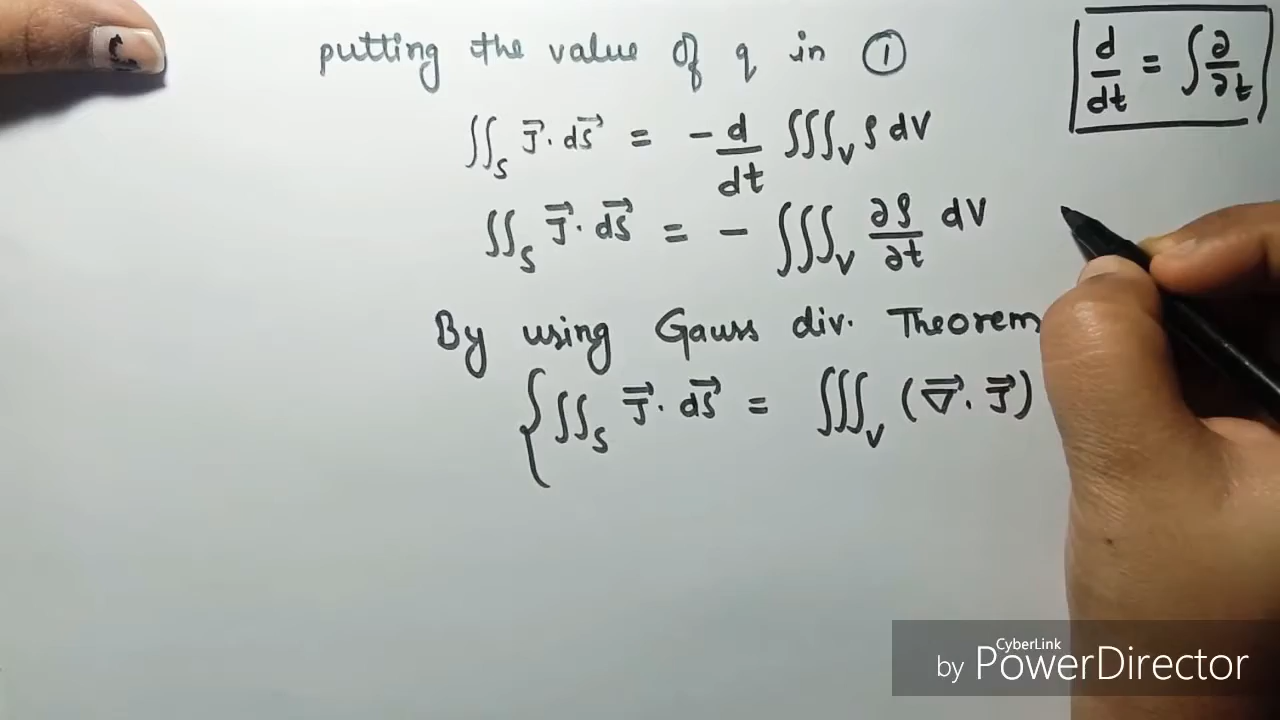 putting the value of q in ①
d/dt = ∫ ∂/∂t
∬_S J⃗ · dS⃗ = - d/dt ∭_V ρ dV
∬_S J⃗ · dS⃗ = - ∭_V ∂ρ/∂t dV
By using Gauss div. Theorem
{ ∬_S J⃗ · dS⃗ = ∭_V (∇⃗ · J⃗)
CyberLink
by PowerDirector